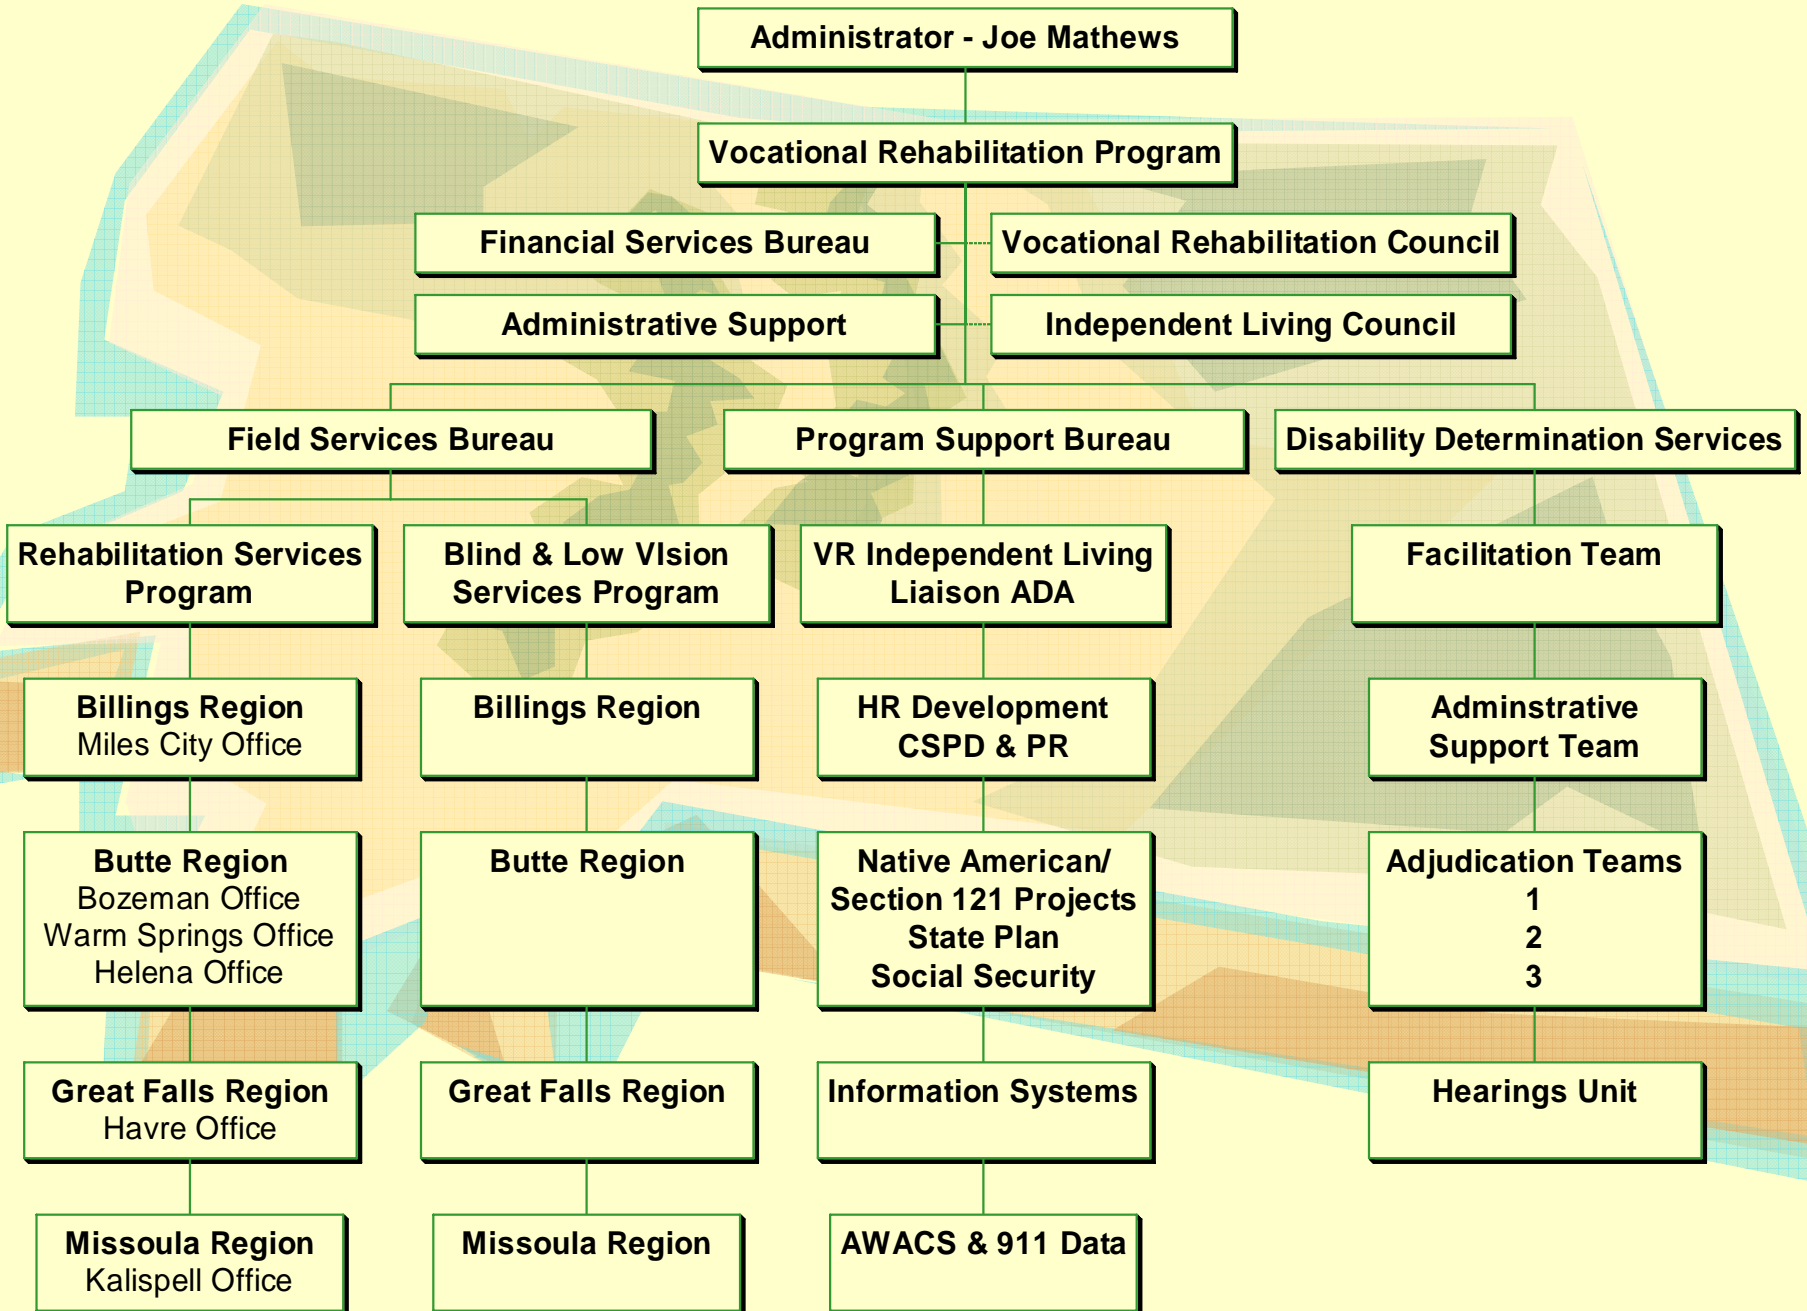 Administrator - Joe Mathews
Vocational Rehabilitation Program
Financial Services Bureau
Vocational Rehabilitation Council
Administrative Support
Independent Living Council
Field Services Bureau
Program Support Bureau
Disability Determination Services
Rehabilitation Services
Program
Blind & Low VIsion
Services Program
VR Independent Living
Liaison ADA
Facilitation Team
Billings Region
Miles City Office
Billings Region
HR Development
CSPD & PR
Adminstrative
Support Team
Butte Region
Bozeman Office
Warm Springs Office
Helena Office
Butte Region
Native American/
Section 121 Projects
State Plan
Social Security
Adjudication Teams
1
2
3
Great Falls Region
Havre Office
Great Falls Region
Information Systems
Hearings Unit
Missoula Region
Kalispell Office
Missoula Region
AWACS & 911 Data